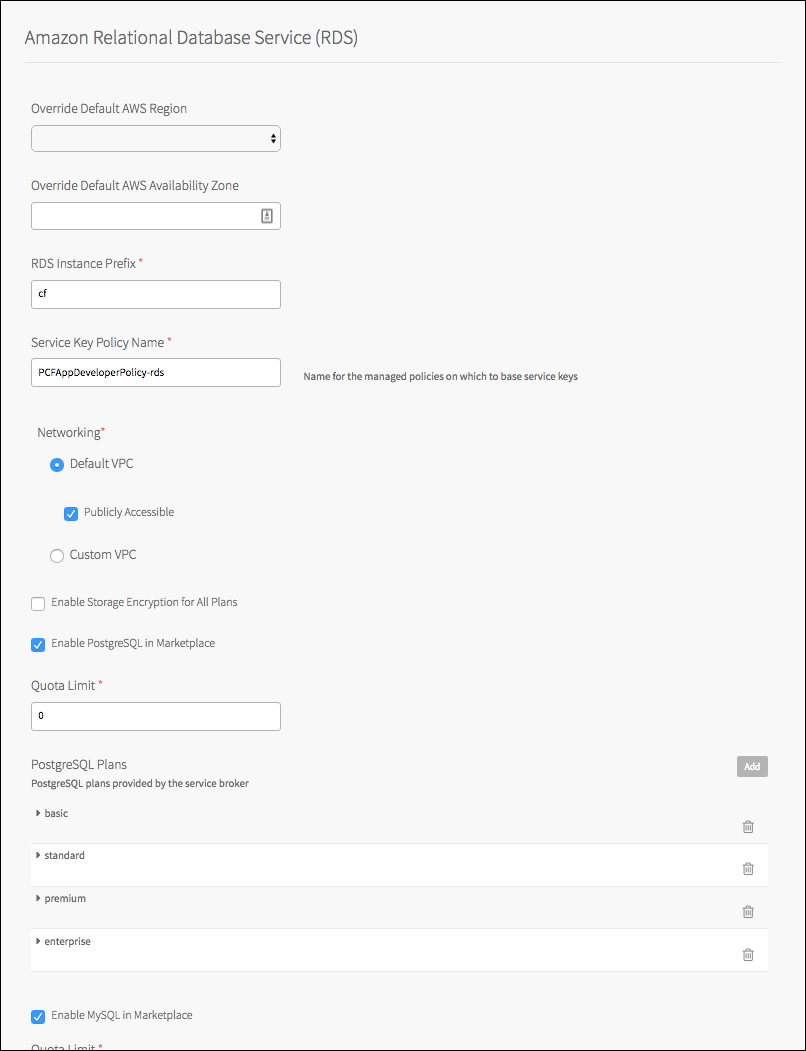 Amazon Relational Database Service (RDS)
Override Default AWS Region
Override Default AWS Availability Zone
RDS Instance Prefix *
cf
Service Key Policy Name *
PCFAppDeveloperPolicy-rds
Name for the managed policies on which to base service keys
Networking*
Default VPC
Publicly Accessible
Custom VPC
Enable Storage Encryption for All Plans
Enable PostgreSQL in Marketplace
Quota Limit *
0
PostgreSQL Plans
Add
PostgreSQL plans provided by the service broker
basic
standard
premium
enterprise
Enable MySQL in Marketplace
Quota Limit *